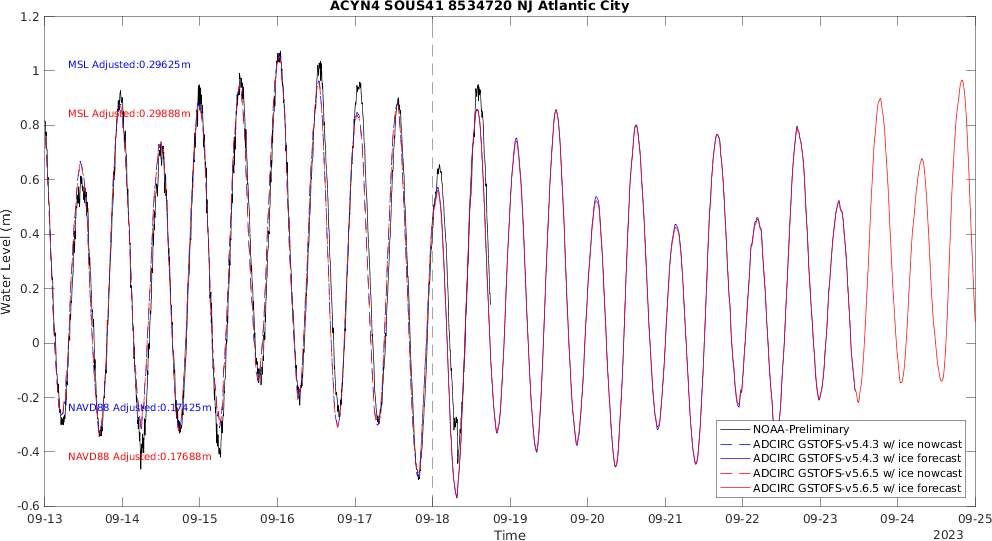 ACYN4 SOUS41 8534720 NJ Atlantic City
1.2
1
0.8
0.6
0.4
0.2
0
-0.2
-0.4
-0.6
Water Level (m)
MSL Adjusted:0.29625m
MSL Adjusted:0.29888m
NAVD88 Adjusted:0.17425m
NAVD88 Adjusted:0.17688m
NOAA-Preliminary
ADCIRC GSTOFS-v5.4.3 w/ ice nowcast
ADCIRC GSTOFS-v5.4.3 w/ ice forecast
ADCIRC GSTOFS-v5.6.5 w/ ice nowcast
ADCIRC GSTOFS-v5.6.5 w/ ice forecast
09-13 09-14 09-15 09-16 09-17 09-18 09-19 09-20 09-21 09-22 09-23 09-24 09-25
Time
2023